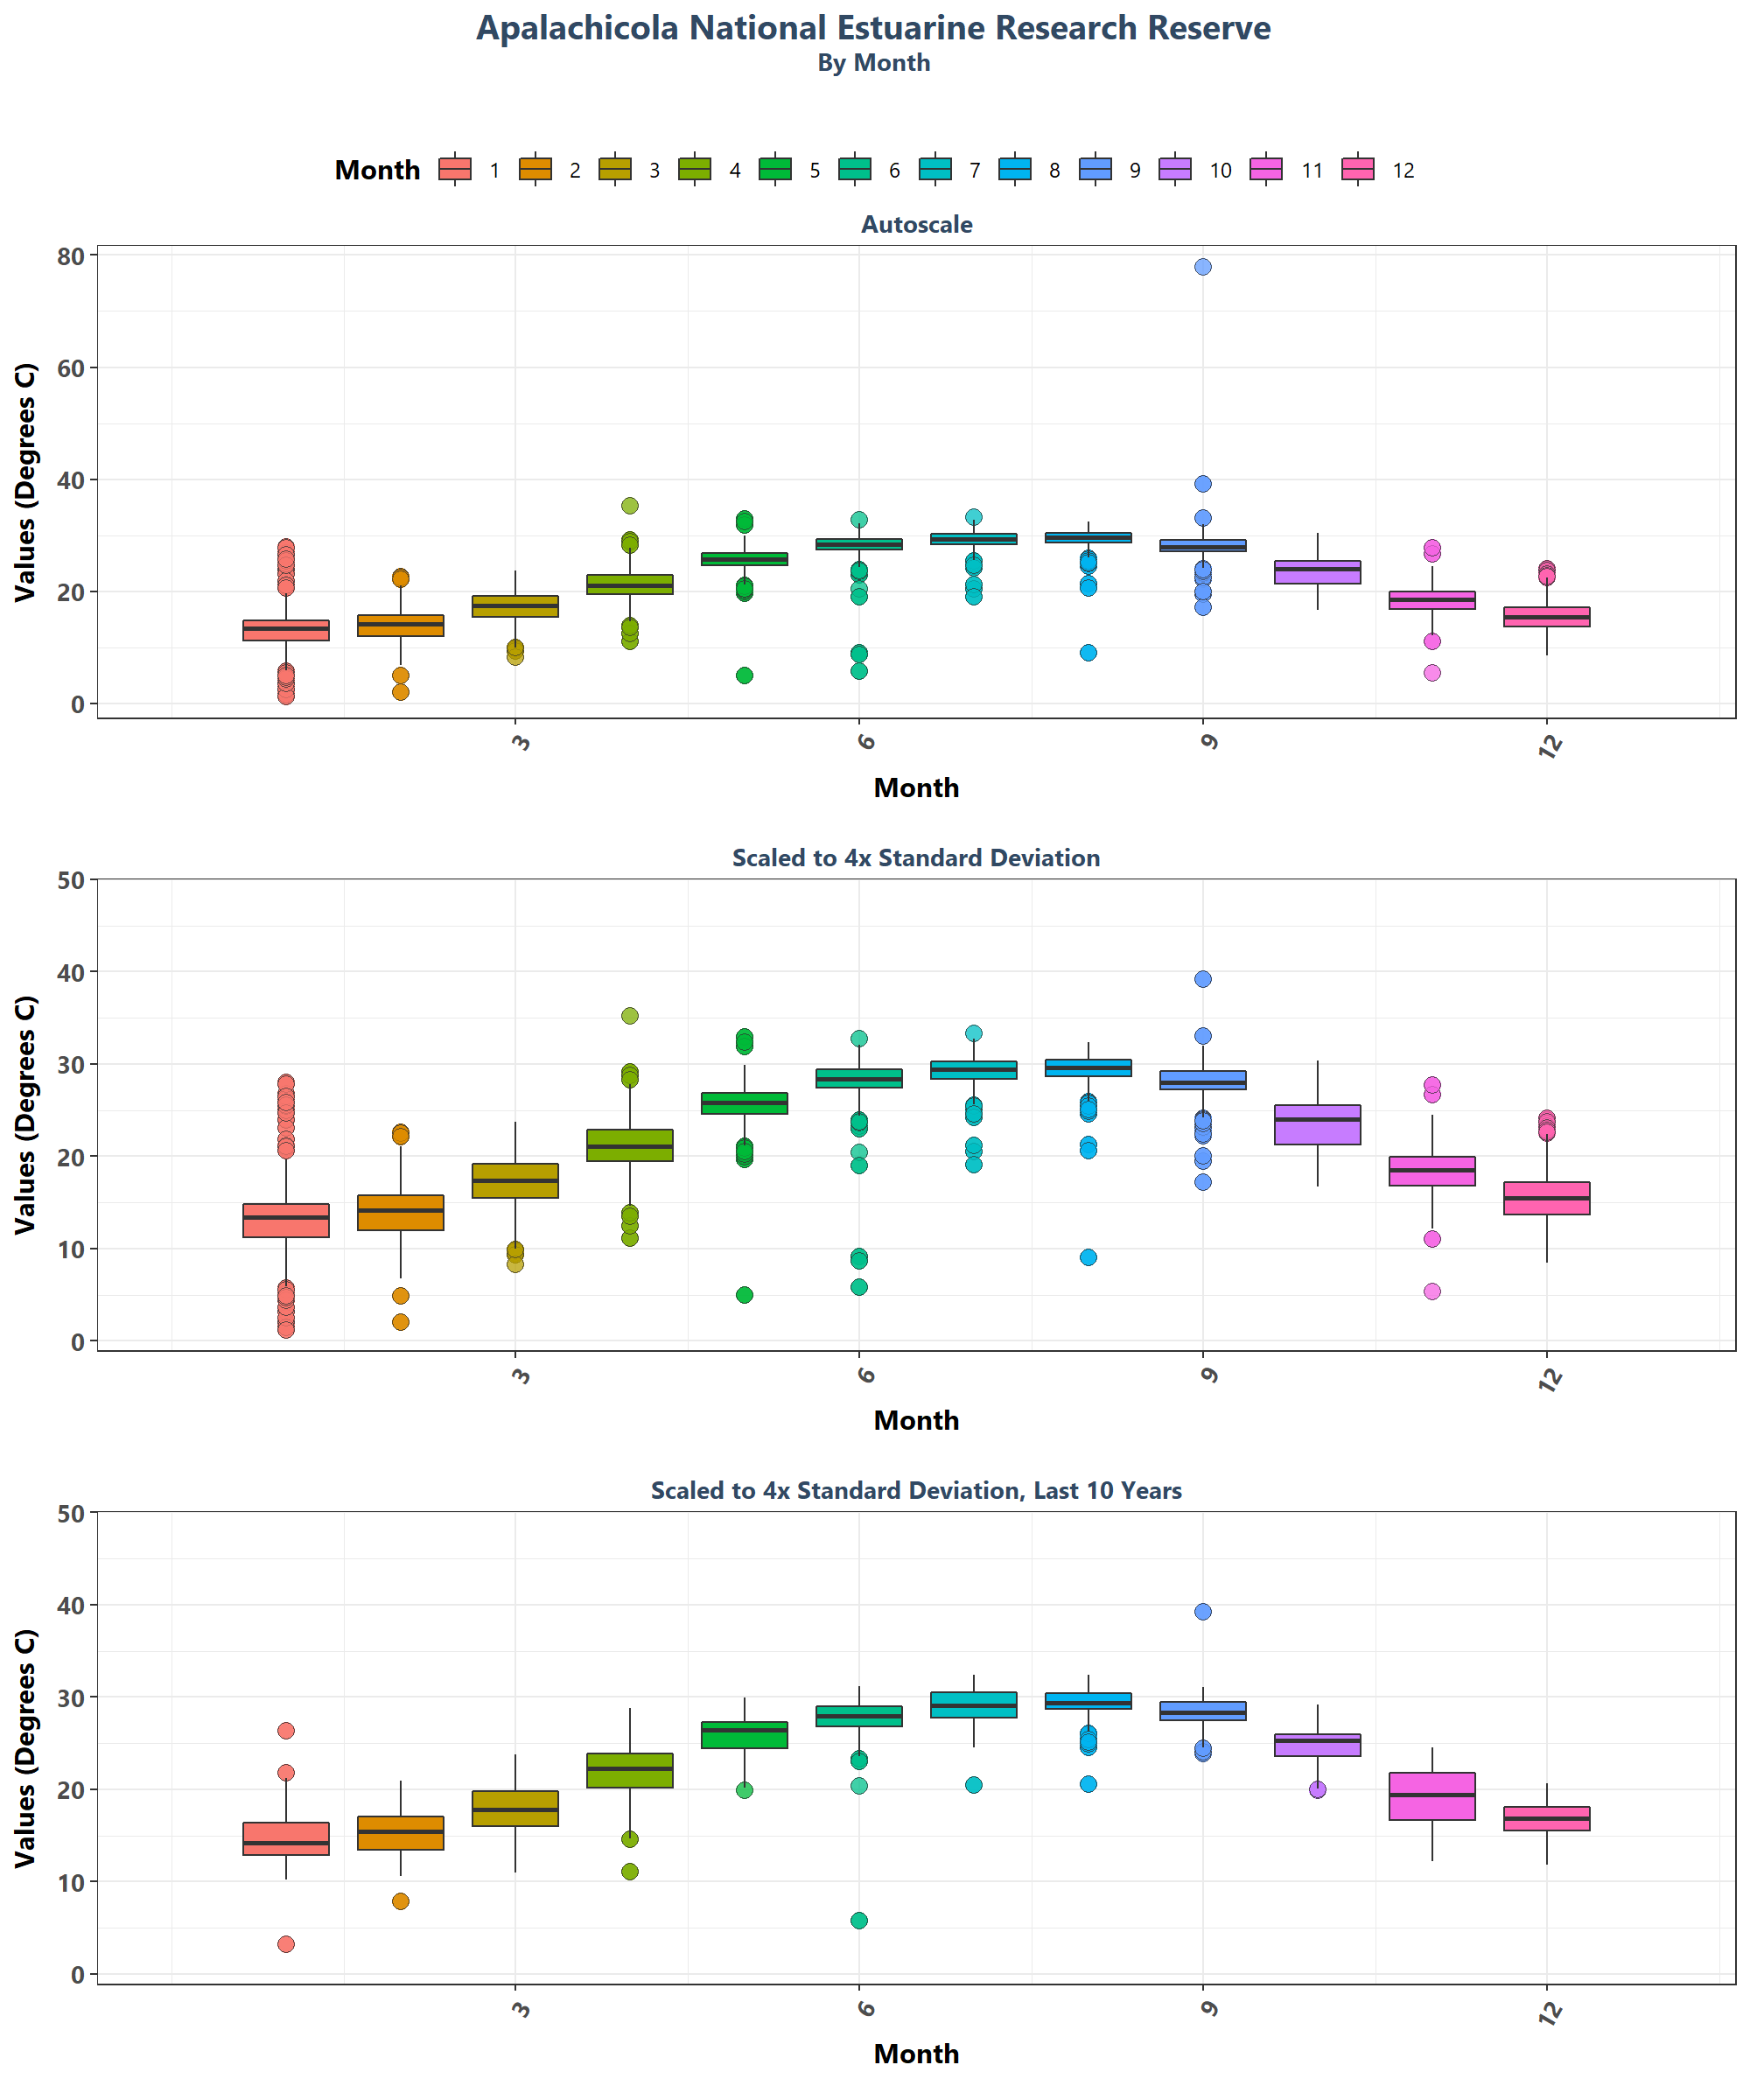 Apalachicola National Estuarine Research Reserve
By Month
Month 1 2 3 4 5 6 7 8 9 10 11 12
Autoscale
Values (Degrees C)
80
60
40
20
0
3 6 9 12
Month
Scaled to 4x Standard Deviation
Values (Degrees C)
50
40
30
20
10
0
3 6 9 12
Month
Scaled to 4x Standard Deviation, Last 10 Years
Values (Degrees C)
50
40
30
20
10
0
3 6 9 12
Month